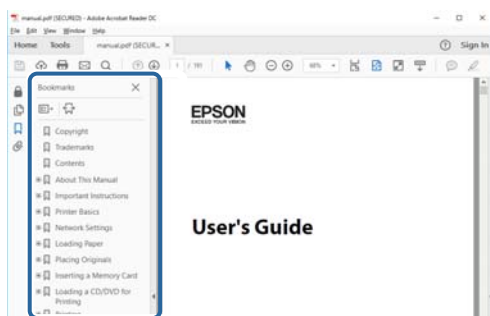 manual.pdf (SECURED) - Adobe Acrobat Reader DC
File Edit View Window Help
Home Tools manual.pdf (SECUR... × Sign In
1 / 191
Bookmarks
Copyright
Trademarks
Contents
About This Manual
Important Instructions
Printer Basics
Network Settings
Loading Paper
Placing Originals
Inserting a Memory Card
Loading a CD/DVD for
Printing
Printing
EPSON
EXCEED YOUR VISION
User's Guide